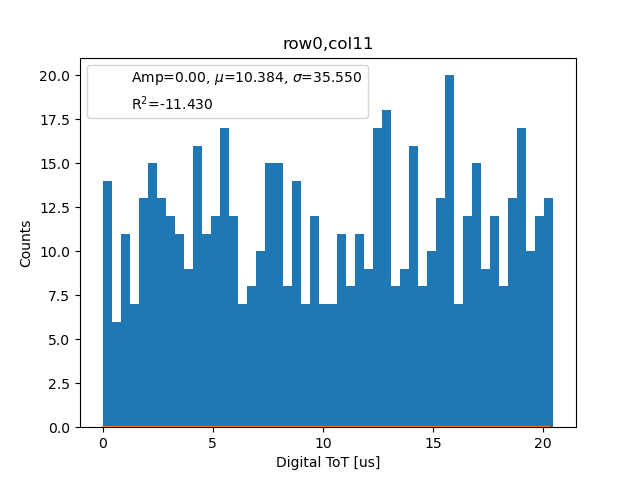 row0,col11
Amp=0.00, μ=10.384, σ=35.550
R²=-11.430
20.0
17.5
15.0
12.5
10.0
7.5
5.0
2.5
0.0
Counts
0 5 10 15 20
Digital ToT [us]